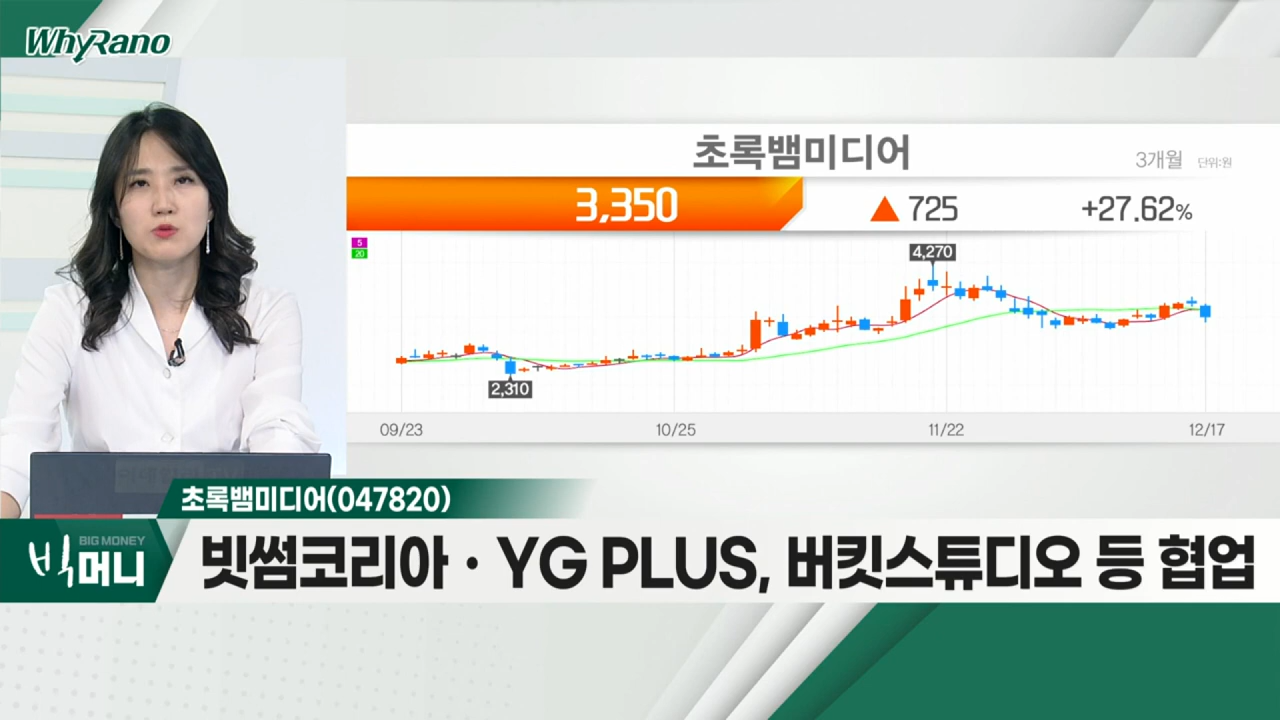 WhyRano
초록뱀미디어
3개월 단위:원
3,350 ▲ 725 +27.62%
5
20
4,270
2,310
09/23 10/25 11/22 12/17
초록뱀미디어(047820)
BIG MONEY
빅머니
빗썸코리아·YG PLUS, 버킷스튜디오 등 협업